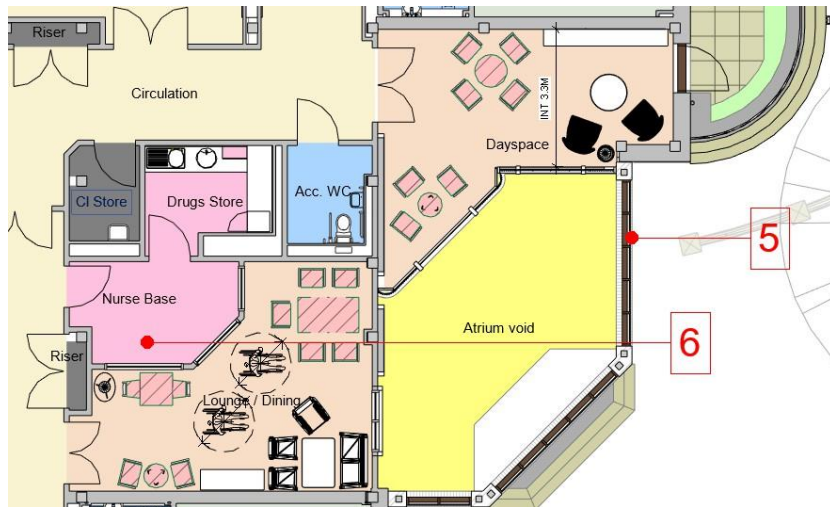 Riser
Circulation
INT 3.3M
Dayspace
CI Store
Drugs Store
Acc. WC
5
Nurse Base
Atrium void
6
Riser
Lounge / Dining